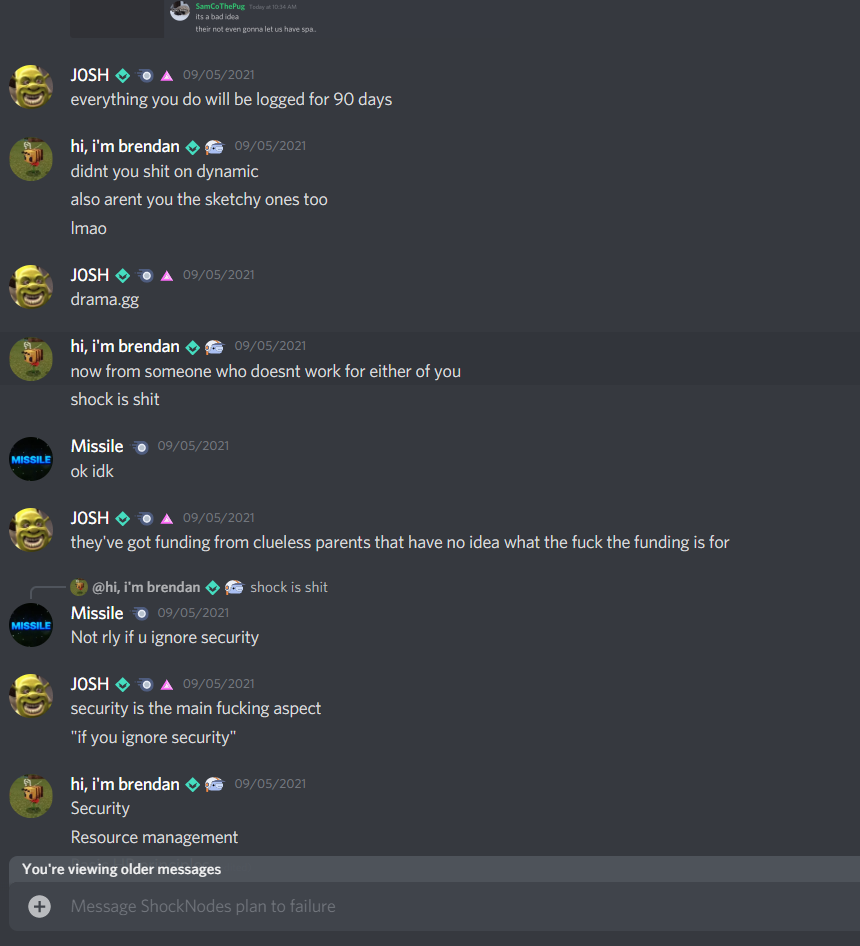 SamCoThePug Today at 10:34 AM
its a bad idea
their not even gonna let us have spa..
JOSH 09/05/2021
everything you do will be logged for 90 days
hi, i'm brendan 09/05/2021
didnt you shit on dynamic
also arent you the sketchy ones too
lmao
JOSH 09/05/2021
drama.gg
hi, i'm brendan 09/05/2021
now from someone who doesnt work for either of you
shock is shit
MISSILE
Missile 09/05/2021
ok idk
JOSH 09/05/2021
they've got funding from clueless parents that have no idea what the fuck the funding is for
@hi, i'm brendan shock is shit
MISSILE
Missile 09/05/2021
Not rly if u ignore security
JOSH 09/05/2021
security is the main fucking aspect
"if you ignore security"
hi, i'm brendan 09/05/2021
Security
Resource management
You're viewing older messages
Message ShockNodes plan to failure